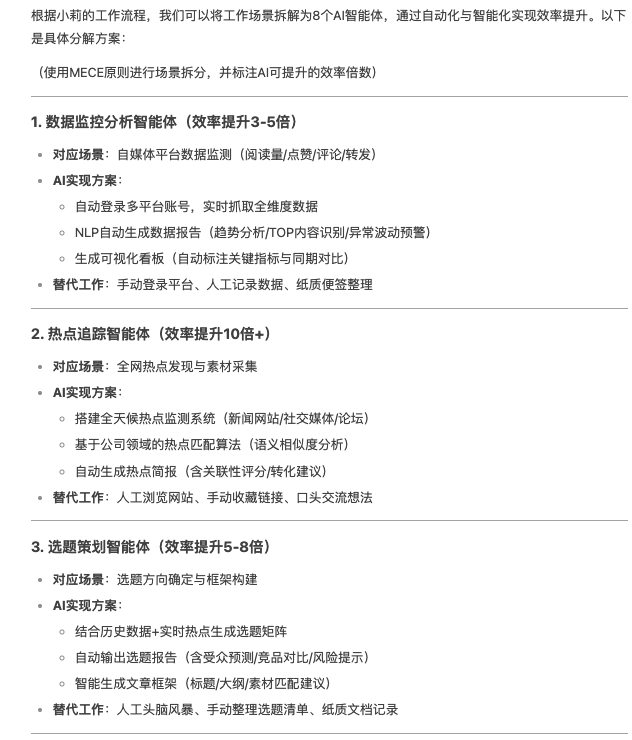 根据小莉的工作流程，我们可以将工作场景拆解为8个AI智能体，通过自动化与智能化实现效率提升。以下
是具体分解方案：
（使用MECE原则进行场景拆分，并标注AI可提升的效率倍数）
1. 数据监控分析智能体（效率提升3-5倍）
• 对应场景：自媒体平台数据监测（阅读量/点赞/评论/转发）
• AI实现方案：
○ 自动登录多平台账号，实时抓取全维度数据
○ NLP自动生成数据报告（趋势分析/TOP内容识别/异常波动预警）
○ 生成可视化看板（自动标注关键指标与同期对比）
• 替代工作：手动登录平台、人工记录数据、纸质便签整理
2. 热点追踪智能体（效率提升10倍+）
• 对应场景：全网热点发现与素材采集
• AI实现方案：
○ 搭建全天候热点监测系统（新闻网站/社交媒体/论坛）
○ 基于公司领域的热点匹配算法（语义相似度分析）
○ 自动生成热点简报（含关联性评分/转化建议）
• 替代工作：人工浏览网站、手动收藏链接、口头交流想法
3. 选题策划智能体（效率提升5-8倍）
• 对应场景：选题方向确定与框架构建
• AI实现方案：
○ 结合历史数据+实时热点生成选题矩阵
○ 自动输出选题报告（含受众预测/竞品对比/风险提示）
○ 智能生成文章框架（标题/大纲/素材匹配建议）
• 替代工作：人工头脑风暴、手动整理选题清单、纸质文档记录